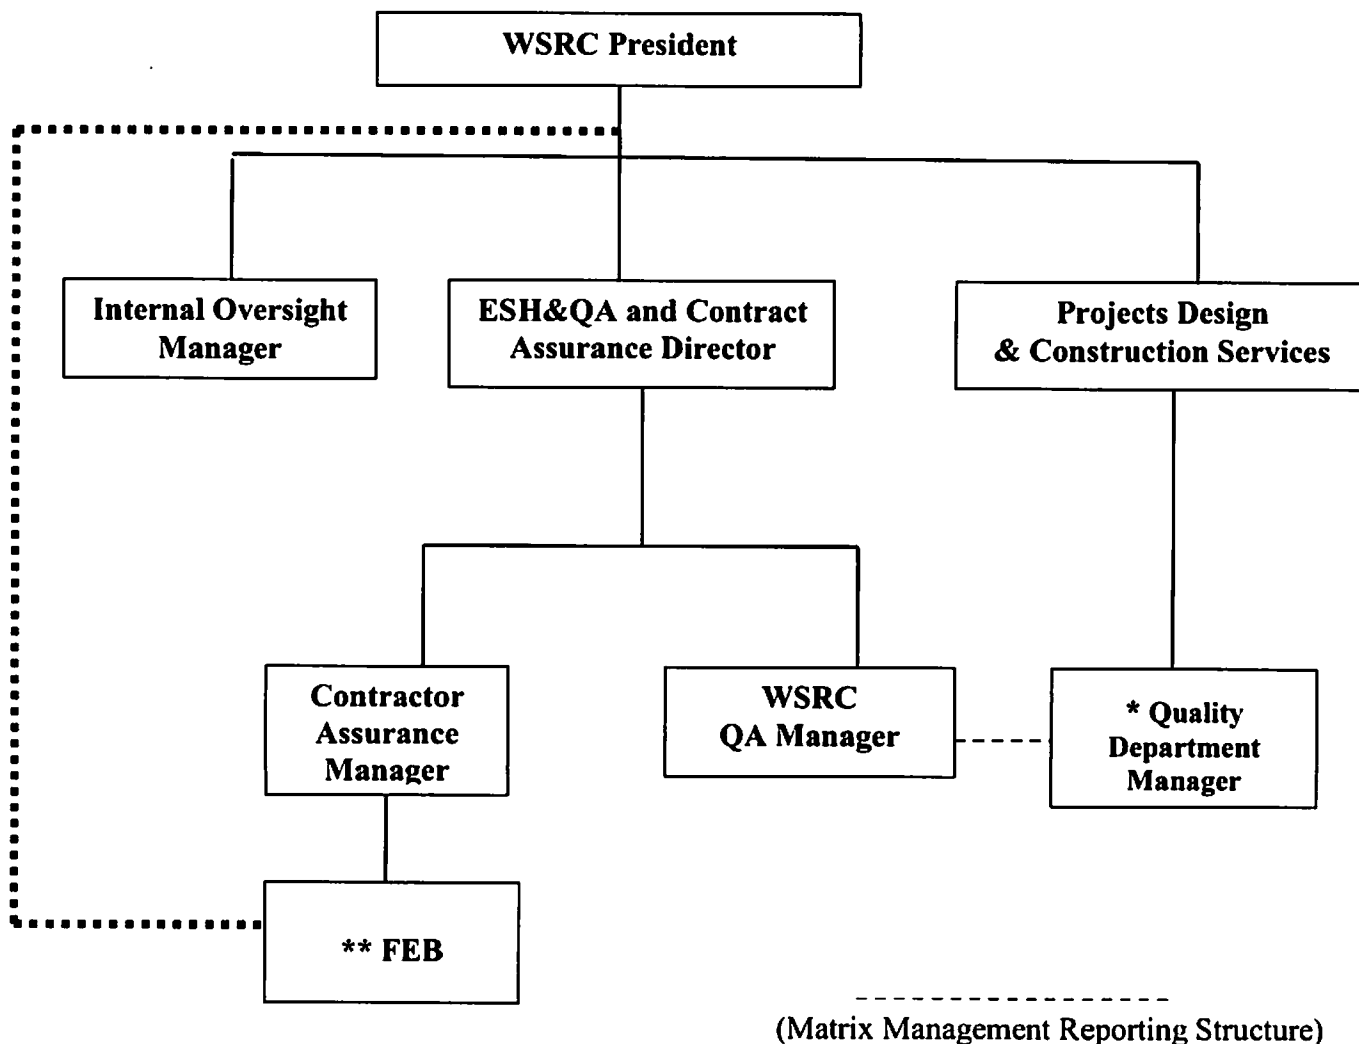 WSRC President
Internal Oversight
Manager
ESH&QA and Contract
Assurance Director
Projects Design
& Construction Services
Contractor
Assurance
Manager
WSRC
QA Manager
* Quality
Department
Manager
** FEB
(Matrix Management Reporting Structure)